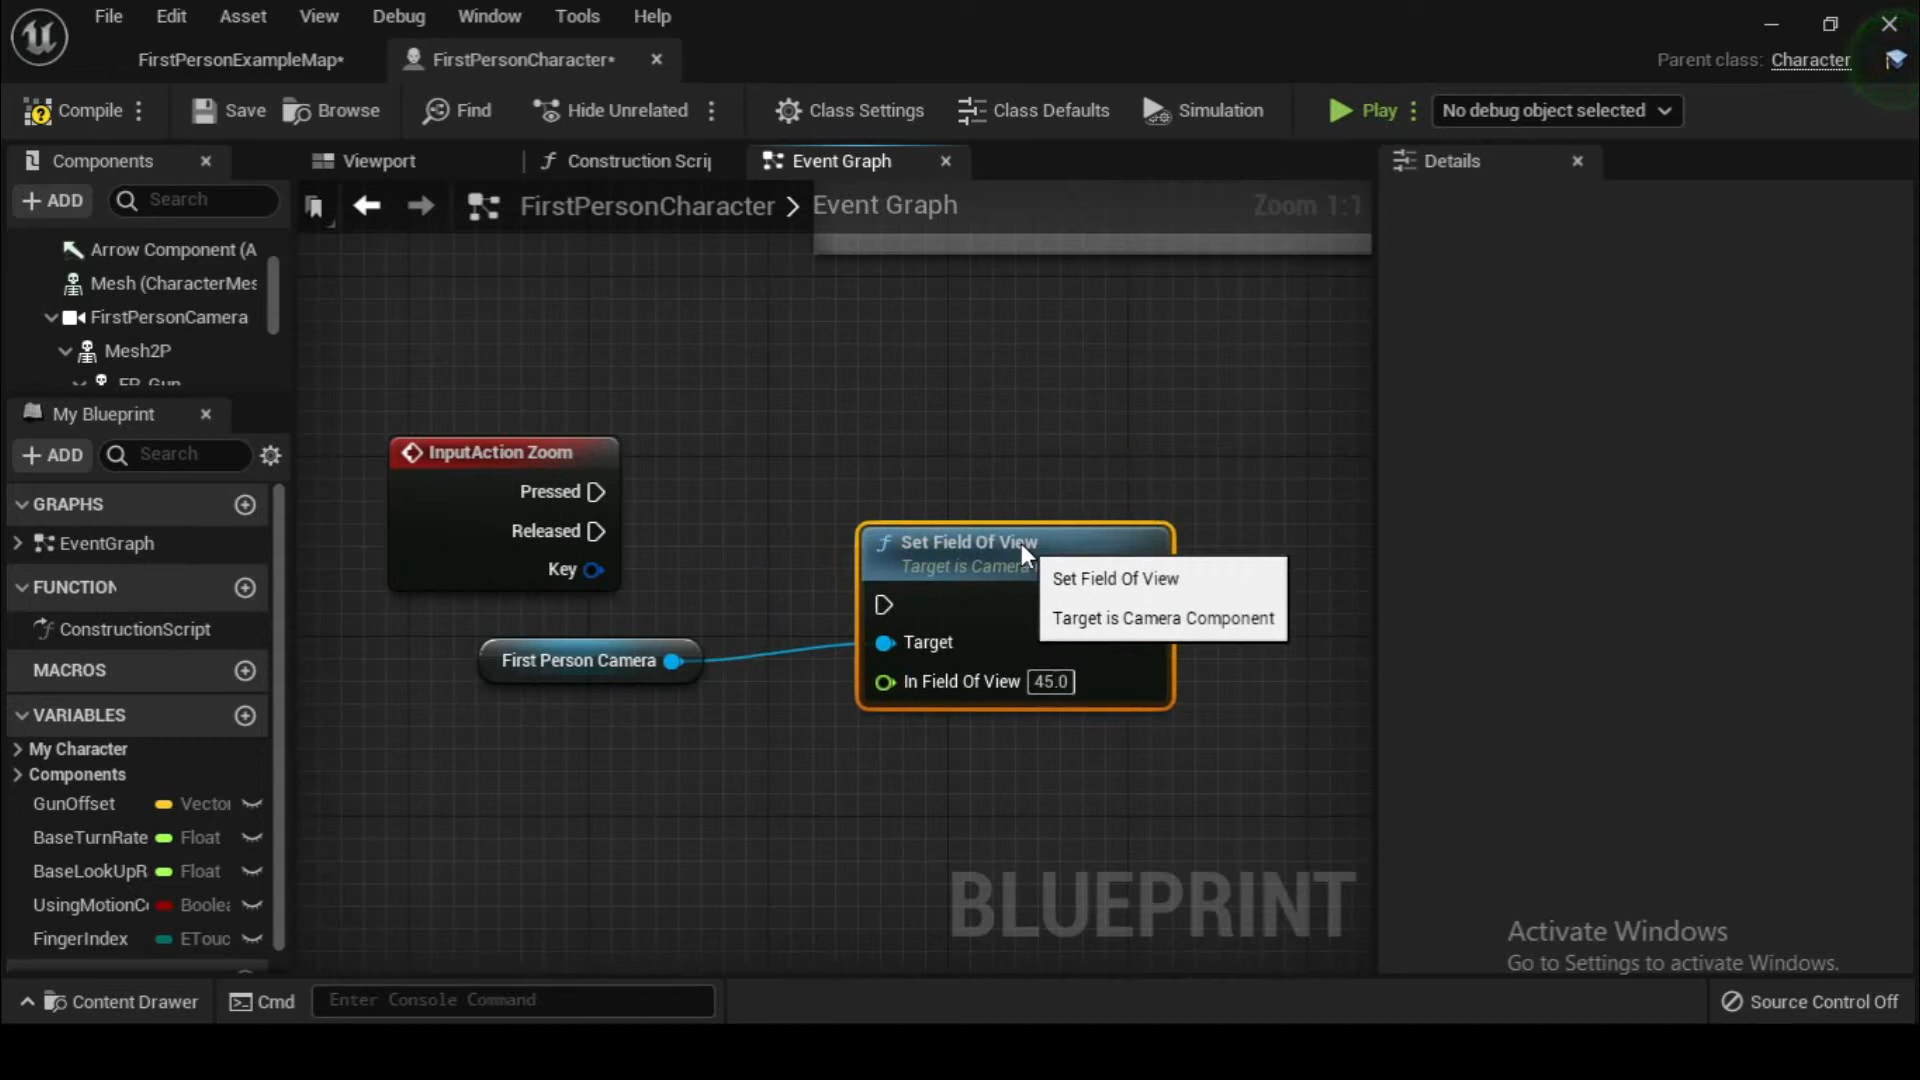 File Edit Asset View Debug Window Tools Help
FirstPersonExampleMap*
FirstPersonCharacter*
Parent class: Character
Compile
Save
Browse
Find
Hide Unrelated
Class Settings
Class Defaults
Simulation
Play
No debug object selected
Components
Viewport
Construction Scrip
Event Graph
Details
+ ADD
Search
FirstPersonCharacter > Event Graph
Zoom 1:1
Arrow Component (A
Mesh (CharacterMes
FirstPersonCamera
Mesh2P
FP_Gun
My Blueprint
+ ADD
Search
GRAPHS
EventGraph
FUNCTION
ConstructionScript
MACROS
VARIABLES
My Character
Components
GunOffset Vector
BaseTurnRate Float
BaseLookUpR Float
UsingMotionCo Boolea
FingerIndex ETouc
InputAction Zoom
Pressed
Released
Key
First Person Camera
Set Field Of View
Target is Camera
Target
In Field Of View 45.0
Set Field Of View
Target is Camera Component
BLUEPRINT
Activate Windows
Go to Settings to activate Windows.
Content Drawer
Cmd
Enter Console Command
Source Control Off